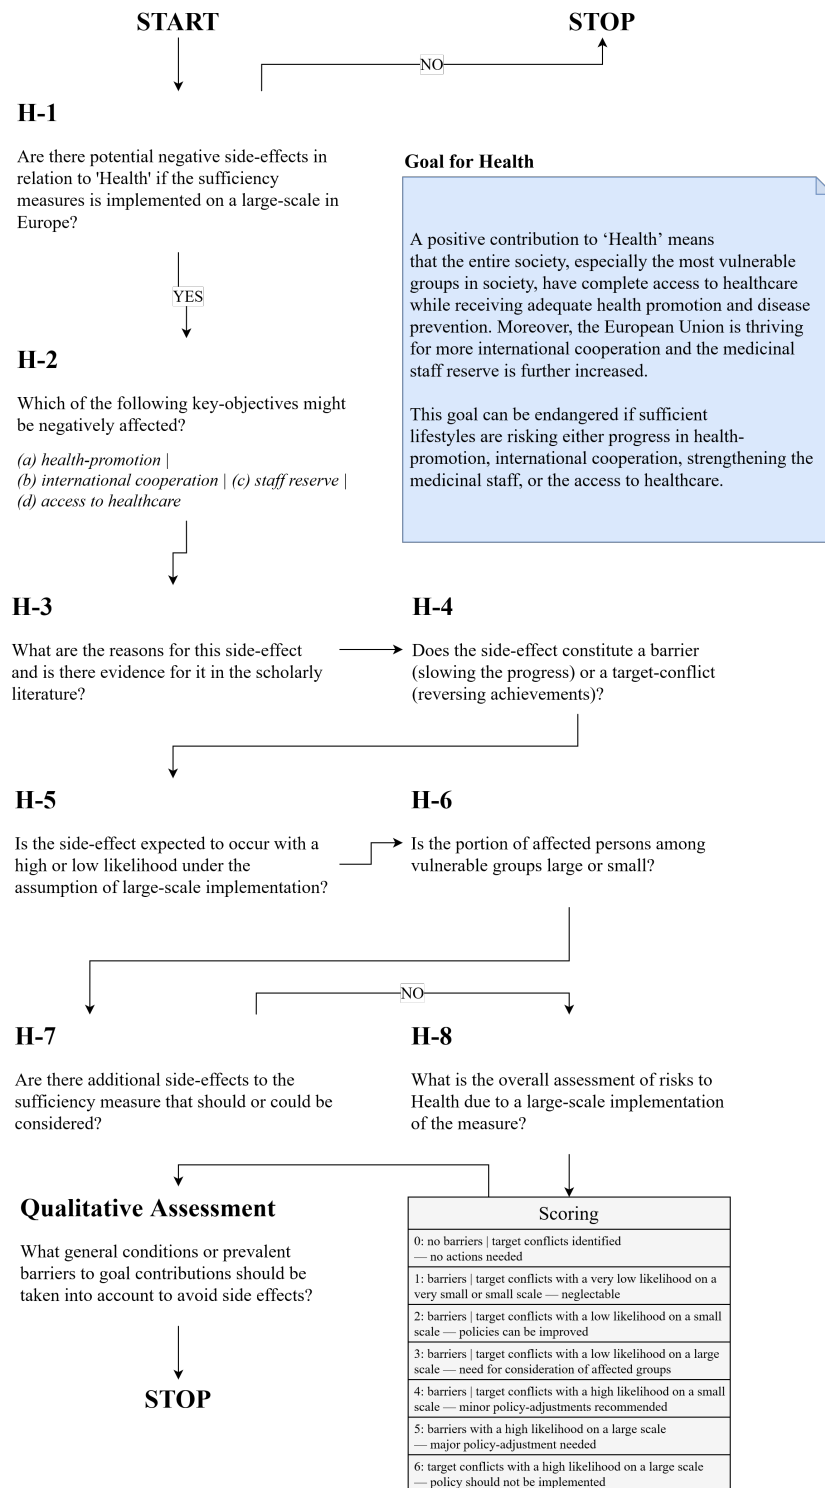 START
STOP
NO
H-1
Are there potential negative side-effects in
relation to 'Health' if the sufficiency
measures is implemented on a large-scale in
Europe?
YES
Goal for Health
A positive contribution to ‘Health’ means
that the entire society, especially the most vulnerable
groups in society, have complete access to healthcare
while receiving adequate health promotion and disease
prevention. Moreover, the European Union is thriving
for more international cooperation and the medicinal
staff reserve is further increased.
This goal can be endangered if sufficient
lifestyles are risking either progress in health-
promotion, international cooperation, strengthening the
medicinal staff, or the access to healthcare.
H-2
Which of the following key-objectives might
be negatively affected?
(a) health-promotion |
(b) international cooperation | (c) staff reserve |
(d) access to healthcare
H-3
What are the reasons for this side-effect
and is there evidence for it in the scholarly
literature?
H-4
Does the side-effect constitute a barrier
(slowing the progress) or a target-conflict
(reversing achievements)?
H-5
Is the side-effect expected to occur with a
high or low likelihood under the
assumption of large-scale implementation?
H-6
Is the portion of affected persons among
vulnerable groups large or small?
NO
H-7
Are there additional side-effects to the
sufficiency measure that should or could be
considered?
H-8
What is the overall assessment of risks to
Health due to a large-scale implementation
of the measure?
Scoring
0: no barriers | target conflicts identified
— no actions needed
1: barriers | target conflicts with a very low likelihood on a
very small or small scale — neglectable
2: barriers | target conflicts with a low likelihood on a small
scale — policies can be improved
3: barriers | target conflicts with a low likelihood on a large
scale — need for consideration of affected groups
4: barriers | target conflicts with a high likelihood on a small
scale — minor policy-adjustments recommended
5: barriers with a high likelihood on a large scale
— major policy-adjustment needed
6: target conflicts with a high likelihood on a large scale
— policy should not be implemented
Qualitative Assessment
What general conditions or prevalent
barriers to goal contributions should be
taken into account to avoid side effects?
STOP